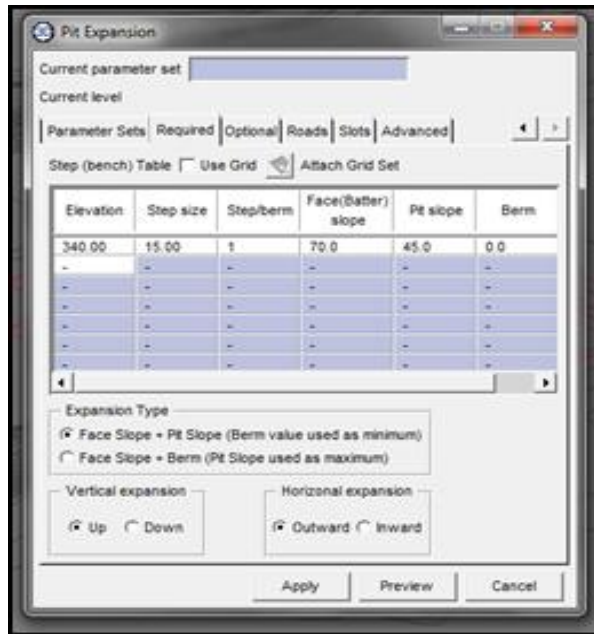 Pit Expansion
Current parameter set
Current level
Parameter Sets Required Optional Roads Slots Advanced
Step (bench) Table Use Grid Attach Grid Set
Elevation Step size Step/berm Face(Batter) slope Pit slope Berm
340.00 15.00 1 70.0 45.0 0.0
- - - - - -
- - - - - -
- - - - - -
- - - - - -
- - - - - -
- - - - - -
Expansion Type
Face Slope + Pit Slope (Berm value used as minimum)
Face Slope + Berm (Pit Slope used as maximum)
Vertical expansion Horizonal expansion
Up Down Outward Inward
Apply Preview Cancel